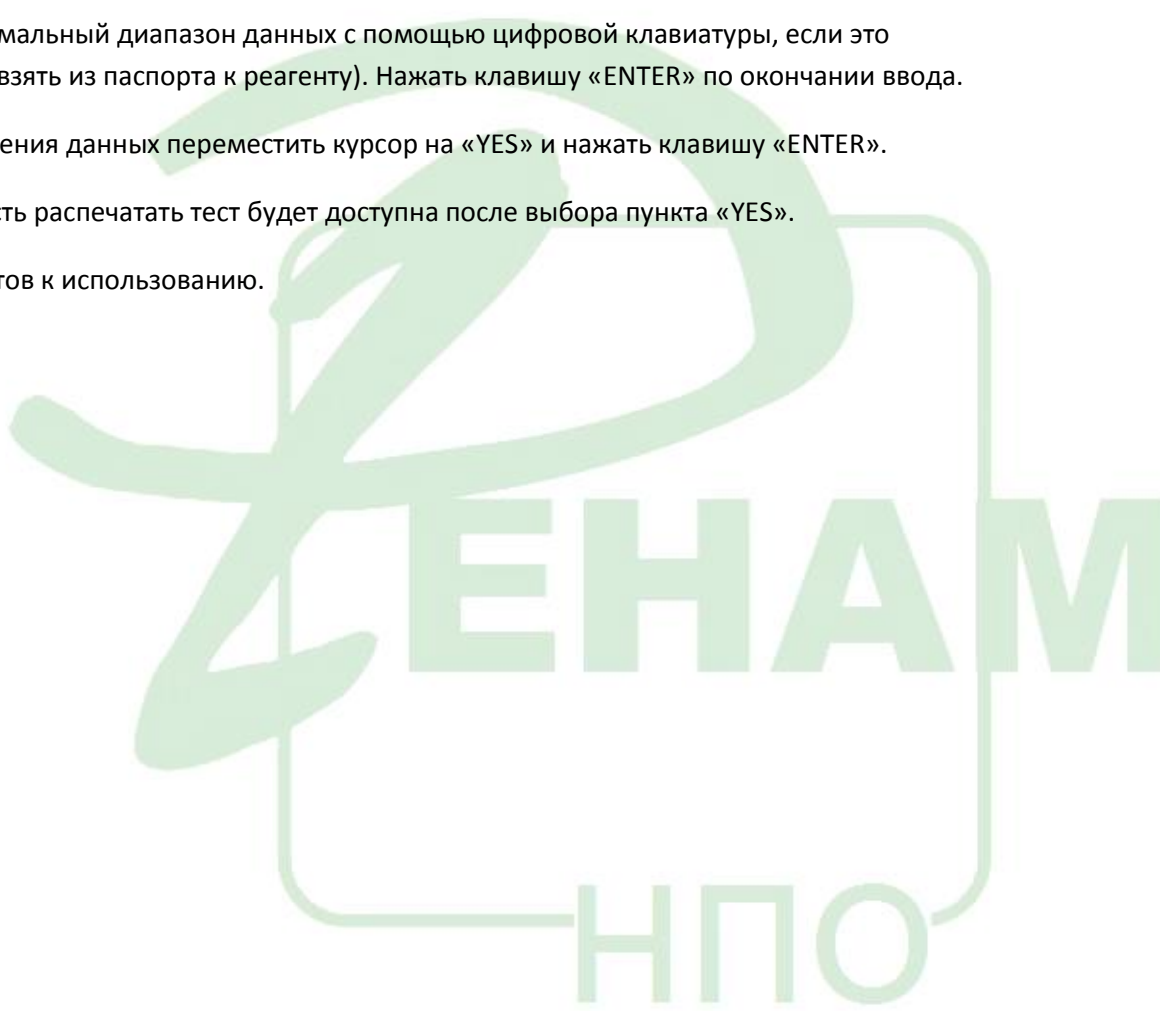 мальный диапазон данных с помощью цифровой клавиатуры, если это
взять из паспорта к реагенту). Нажать клавишу «ENTER» по окончании ввода.
ения данных переместить курсор на «YES» и нажать клавишу «ENTER».
сть распечатать тест будет доступна после выбора пункта «YES».
тов к использованию.
РЕНАМ
НПО